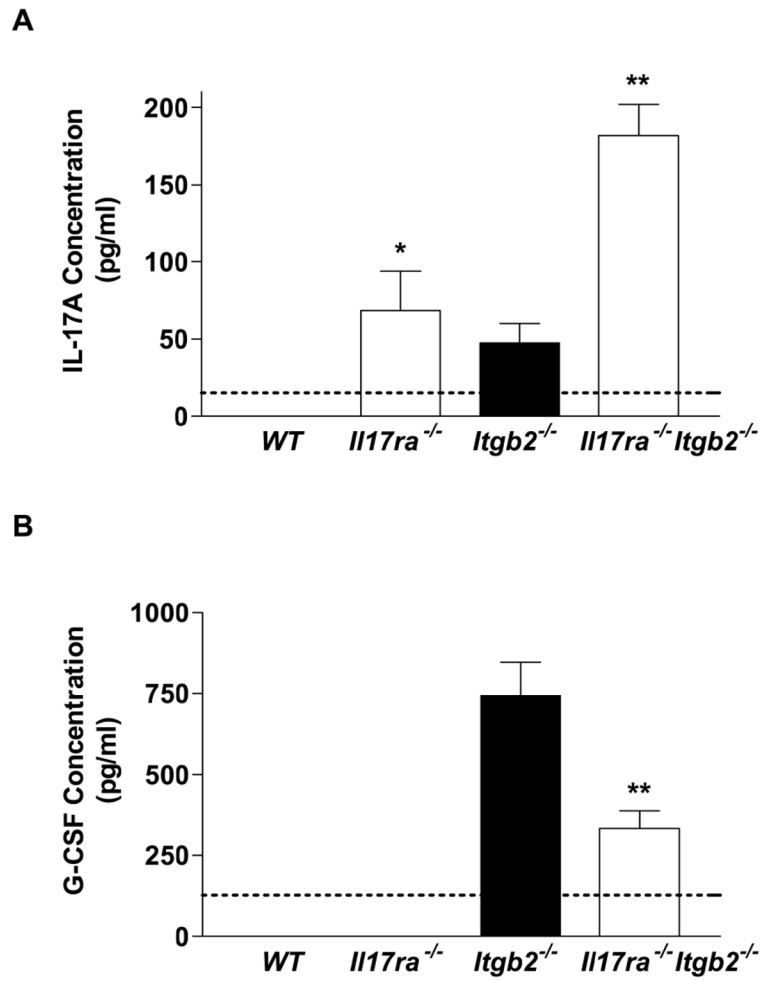 A
IL-17A Concentration
(pg/ml)
200
150
100
50
0
*
**
WT Il17ra -/- Itgb2 -/- Il17ra -/- Itgb2 -/-
B
G-CSF Concentration
(pg/ml)
1000
750
500
250
0
**
WT Il17ra -/- Itgb2 -/- Il17ra -/- Itgb2 -/-